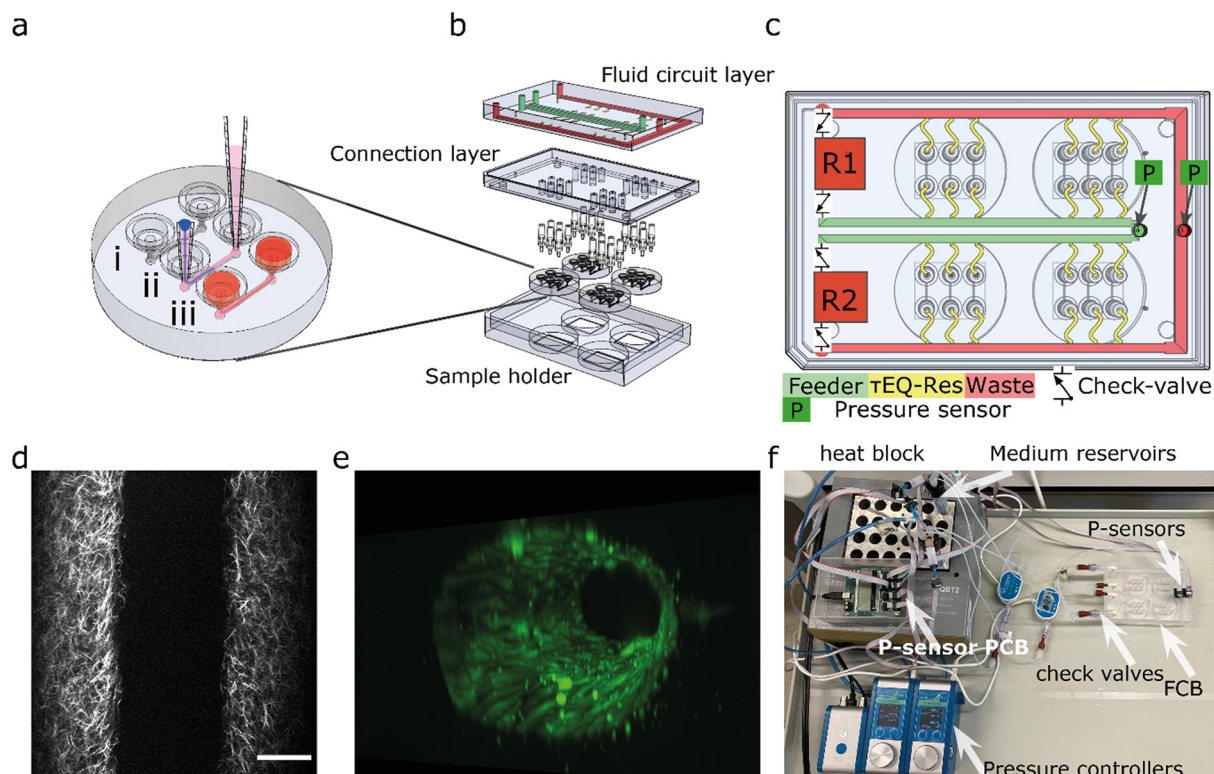 a
b
c
Fluid circuit layer
Connection layer
Sample holder
i
ii
iii
R1
R2
P
P
Feeder τEQ-Res Waste
Check-valve
P Pressure sensor
d
e
f
heat block
Medium reservoirs
P-sensors
QBT2
P-sensor PCB
check valves
FCB
Pressure controllers